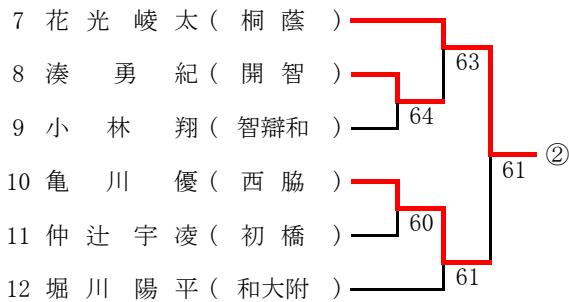 7 花光崚太(桐蔭)
63
8 湊勇紀(開智)
64
9 小林翔(智辯和)
61 ②
10 亀川優(西脇)
60
11 仲辻宇凌(初橋)
61
12 堀川陽平(和大附)